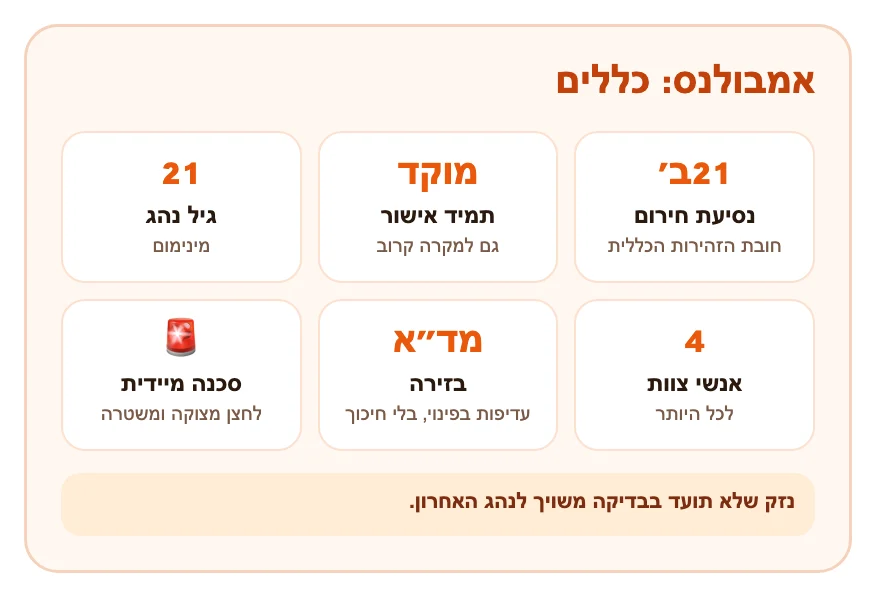 אמבולנס: כללים
21ב׳
נסיעת חירום
חובת הזהירות הכללית
מוקד
תמיד אישור
גם למקרה קרוב
21
גיל נהג
מינימום
4
אנשי צוות
לכל היותר
מד״א
בזירה
עדיפות בפינוי, בלי חיכוך
סכנה מיידית
לחצן מצוקה ומשטרה
נזק שלא תועד בבדיקה משויך לנהג האחרון.